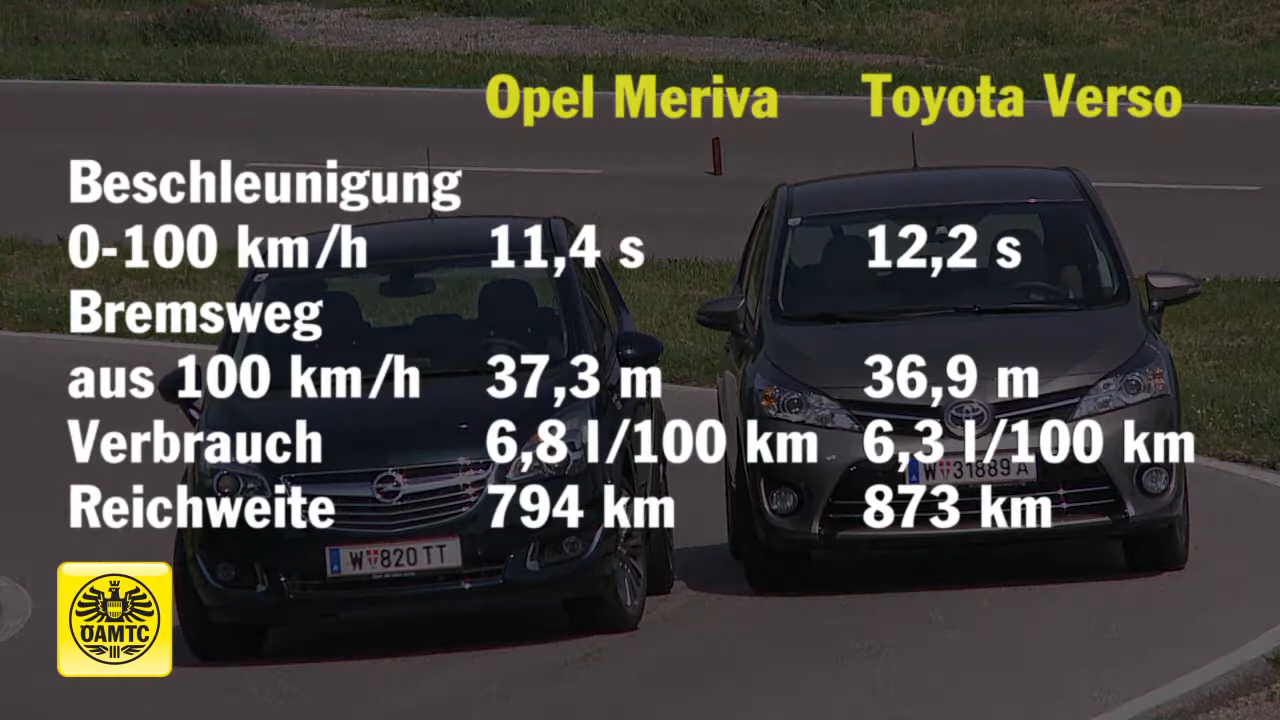 Opel Meriva Toyota Verso
Beschleunigung
0-100 km/h 11,4 s 12,2 s
Bremsweg
aus 100 km/h 37,3 m 36,9 m
Verbrauch 6,8 l/100 km 6,3 l/100 km
W 31889 A
Reichweite 794 km 873 km
W 820 TT
ÖAMTC